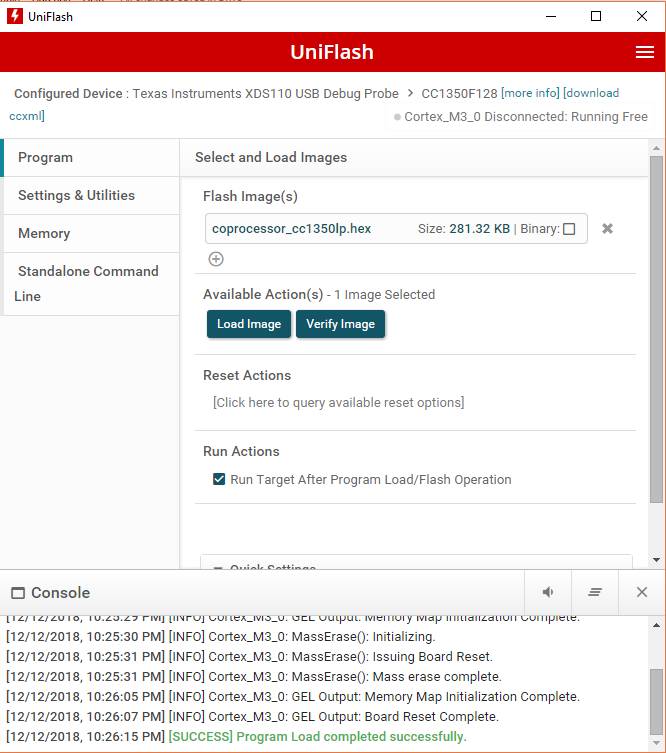 UniFlash
UniFlash
Configured Device : Texas Instruments XDS110 USB Debug Probe > CC1350F128 [more info] [download
ccxml]
Cortex_M3_0 Disconnected: Running Free
Program
Settings & Utilities
Memory
Standalone Command
Line
Select and Load Images
Flash Image(s)
coprocessor_cc1350lp.hex Size: 281.32 KB | Binary:
Available Action(s) - 1 Image Selected
Load Image Verify Image
Reset Actions
[Click here to query available reset options]
Run Actions
Run Target After Program Load/Flash Operation
Quick Settings
Console
[12/12/2018, 10:25:29 PM] [INFO] Cortex_M3_0: GEL Output: Memory Map Initialization Complete.
[12/12/2018, 10:25:30 PM] [INFO] Cortex_M3_0: MassErase(): Initializing.
[12/12/2018, 10:25:31 PM] [INFO] Cortex_M3_0: MassErase(): Issuing Board Reset.
[12/12/2018, 10:25:31 PM] [INFO] Cortex_M3_0: MassErase(): Mass erase complete.
[12/12/2018, 10:26:05 PM] [INFO] Cortex_M3_0: GEL Output: Memory Map Initialization Complete.
[12/12/2018, 10:26:07 PM] [INFO] Cortex_M3_0: GEL Output: Board Reset Complete.
[12/12/2018, 10:26:15 PM] [SUCCESS] Program Load completed successfully.